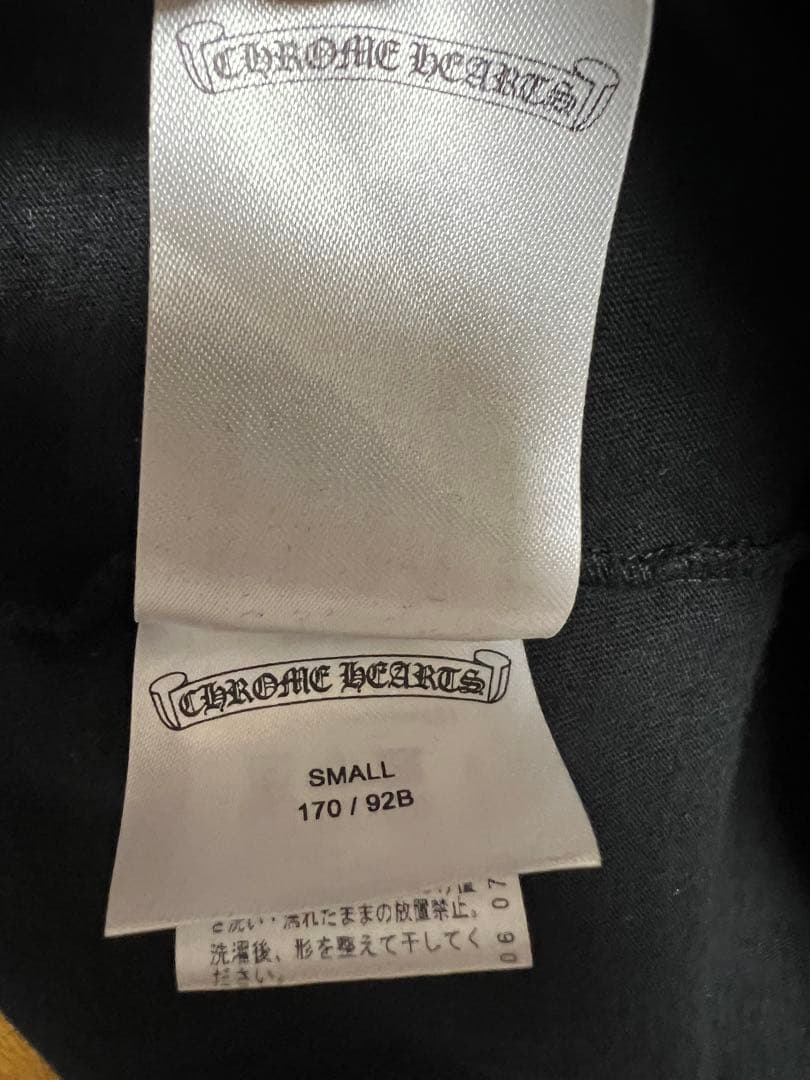 CHROME HEARTS
CHROME HEARTS
SMALL
170 / 92B
洗い・濡れたままの放置禁止。
洗濯後、形を整えて干してく
ださい。